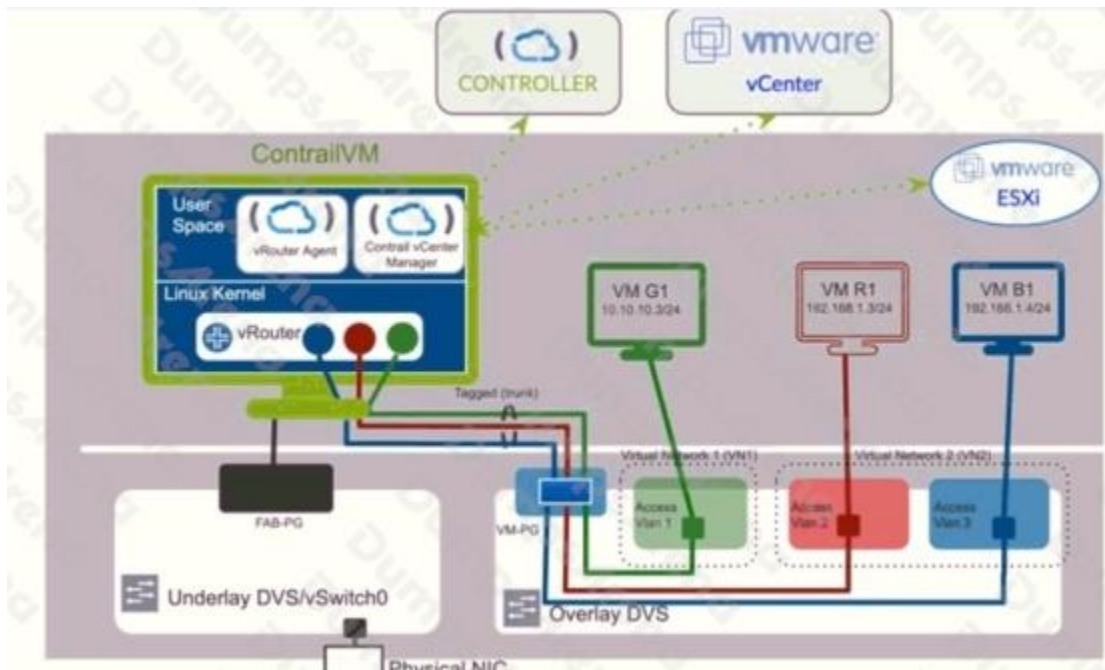 CONTROLLER
vmware
vCenter
ContrailVM
vmware
ESXi
User
Space
vRouter Agent
Contrail vCenter
Manager
Linux Kernel
vRouter
VM G1
10.10.10.3/24
VM R1
192.168.1.3/24
VM B1
192.168.1.4/24
Tagged (trunk)
Virtual Network 1 (VN1)
Virtual Network 2 (VN2)
FAB-PG
VM-PG
Access
Vlan 1
Access
Vlan 2
Access
Vlan 3
Underlay DVS/vSwitch0
Overlay DVS
Physical NIC
DumpsArena